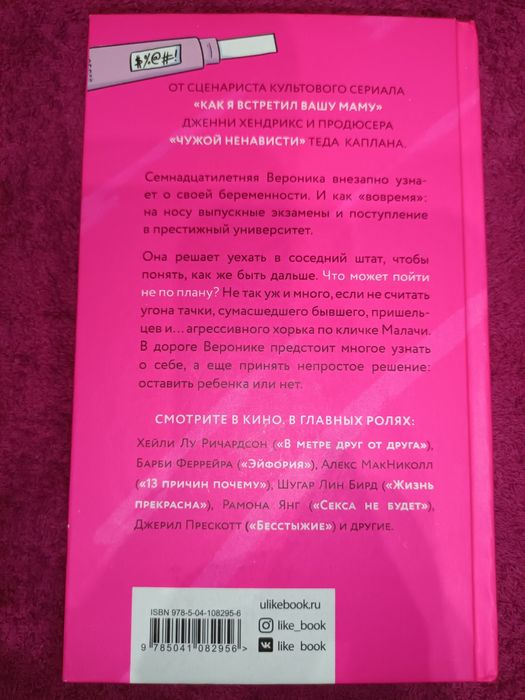 $%@#!
ОТ СЦЕНАРИСТА КУЛЬТОВОГО СЕРИАЛА
«КАК Я ВСТРЕТИЛ ВАШУ МАМУ»
ДЖЕННИ ХЕНДРИКС И ПРОДЮСЕРА
«ЧУЖОЙ НЕНАВИСТИ» ТЕДА КАПЛАНА.
Семнадцатилетняя Вероника внезапно узна-
ет о своей беременности. И как «вовремя»:
на носу выпускные экзамены и поступление
в престижный университет.
Она решает уехать в соседний штат, чтобы
понять, как же быть дальше. Что может пойти
не по плану? Не так уж и много, если не считать
угона тачки, сумасшедшего бывшего, пришель-
цев и... агрессивного хорька по кличке Малачи.
В дороге Веронике предстоит многое узнать
о себе, а еще принять непростое решение:
оставить ребенка или нет.
СМОТРИТЕ В КИНО. В ГЛАВНЫХ РОЛЯХ:
Хейли Лу Ричардсон («В метре друг от друга»),
Барби Феррейра («Эйфория»), Алекс МакНиколл
(«13 причин почему»), Шугар Лин Бирд («Жизнь
прекрасна»), Рамона Янг («Секса не будет»),
Джерил Прескотт («Бесстыжие») и другие.
ISBN 978-5-04-108295-6
9 785041 082956 >
ulikebook.ru
like_book
like_book